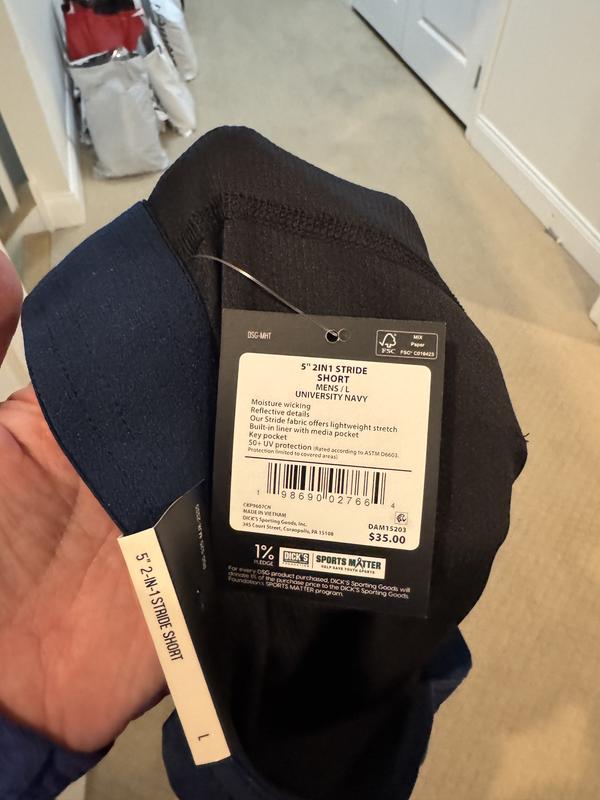 DSG-MHT
FSC
MIX
Paper
FSC® C016423
5" 2IN1 STRIDE
SHORT
MENS / L
UNIVERSITY NAVY
Moisture wicking
Reflective details
Our Stride fabric offers lightweight stretch
Built-in liner with media pocket
Key pocket
50+ UV protection (Rated according to ASTM D6603.
Protection limited to covered areas)
1 98690 02766 4
CKP9607CN
MADE IN VIETNAM
DICK'S Sporting Goods, Inc.
345 Court Street, Coraopolis, PA 15108
DAM15203
$35.00
1%
PLEDGE
DICK'S
FOUNDATION
SPORTS MATTER
HELP SAVE YOUTH SPORTS
For every DSG product purchased, DICK'S Sporting Goods will
donate 1% of the purchase price to the DICK'S Sporting Goods
Foundation's SPORTS MATTER program.
5" 2-IN-1 STRIDE SHORT
L